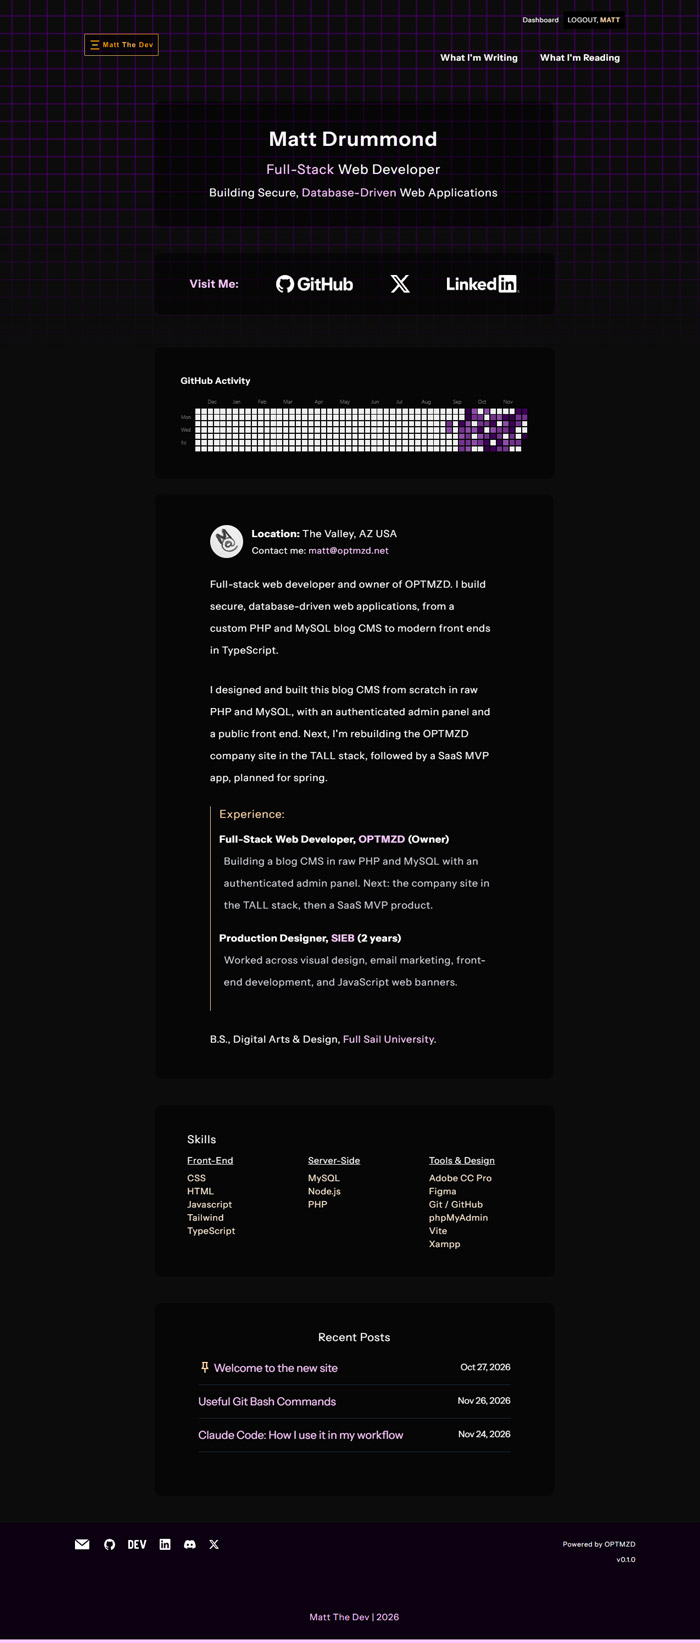 Dashboard LOGOUT, MATT
Matt The Dev
What I'm Writing What I'm Reading
Matt Drummond
Full-Stack Web Developer
Building Secure, Database-Driven Web Applications
Visit Me: GitHub X LinkedIn
GitHub Activity
Dec Jan Feb Mar Apr May Jun Jul Aug Sep Oct Nov
Mon
Wed
Fri
Location: The Valley, AZ USA
Contact me: matt@optmzd.net
Full-stack web developer and owner of OPTMZD. I build
secure, database-driven web applications, from a
custom PHP and MySQL blog CMS to modern front ends
in TypeScript.
I designed and built this blog CMS from scratch in raw
PHP and MySQL, with an authenticated admin panel and
a public front end. Next, I'm rebuilding the OPTMZD
company site in the TALL stack, followed by a SaaS MVP
app, planned for spring.
Experience:
Full-Stack Web Developer, OPTMZD (Owner)
Building a blog CMS in raw PHP and MySQL with an
authenticated admin panel. Next: the company site in
the TALL stack, then a SaaS MVP product.
Production Designer, SIEB (2 years)
Worked across visual design, email marketing, front-
end development, and JavaScript web banners.
B.S., Digital Arts & Design, Full Sail University.
Skills
Front-End
CSS
HTML
Javascript
Tailwind
TypeScript
Server-Side
MySQL
Node.js
PHP
Tools & Design
Adobe CC Pro
Figma
Git / GitHub
phpMyAdmin
Vite
Xampp
Recent Posts
Welcome to the new site Oct 27, 2026
Useful Git Bash Commands Nov 26, 2026
Claude Code: How I use it in my workflow Nov 24, 2026
DEV in X
Powered by OPTMZD
v0.1.0
Matt The Dev | 2026